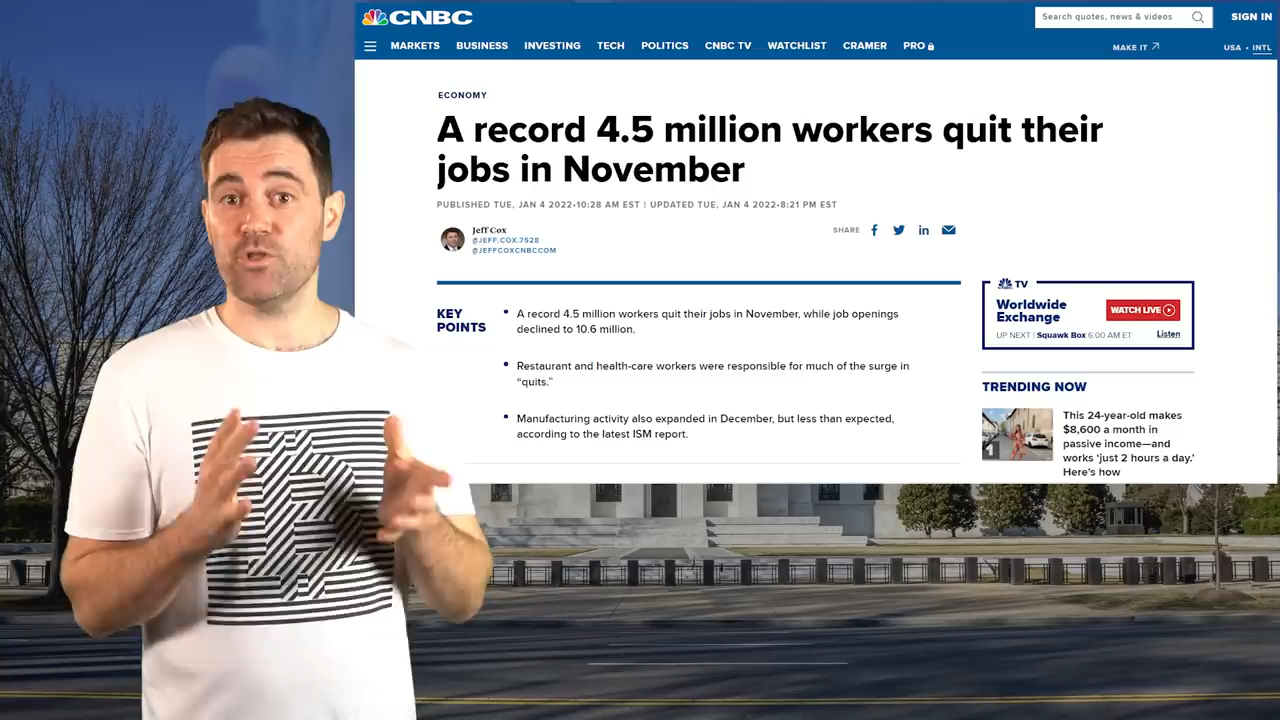 CNBC
Search quotes, news & videos
SIGN IN
MARKETS BUSINESS INVESTING TECH POLITICS CNBC TV WATCHLIST CRAMER PRO
MAKE IT
USA • INTL
ECONOMY
A record 4.5 million workers quit their
jobs in November
PUBLISHED TUE, JAN 4 2022•10:28 AM EST | UPDATED TUE, JAN 4 2022•8:21 PM EST
Jeff Cox
@JEFF.COX.7528
@JEFFCOXCNBCCOM
SHARE
KEY
POINTS
• A record 4.5 million workers quit their jobs in November, while job openings
declined to 10.6 million.
• Restaurant and health-care workers were responsible for much of the surge in
“quits.”
• Manufacturing activity also expanded in December, but less than expected,
according to the latest ISM report.
TV
Worldwide
Exchange
WATCH LIVE
UP NEXT | Squawk Box 6:00 AM ET
Listen
TRENDING NOW
1
This 24-year-old makes
$8,600 a month in
passive income—and
works ‘just 2 hours a day.’
Here’s how